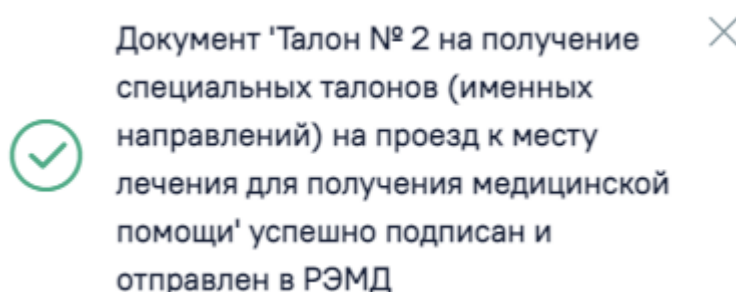 Документ 'Талон № 2 на получение
специальных талонов (именных
направлений) на проезд к месту
лечения для получения медицинской
помощи' успешно подписан и
отправлен в РЭМД